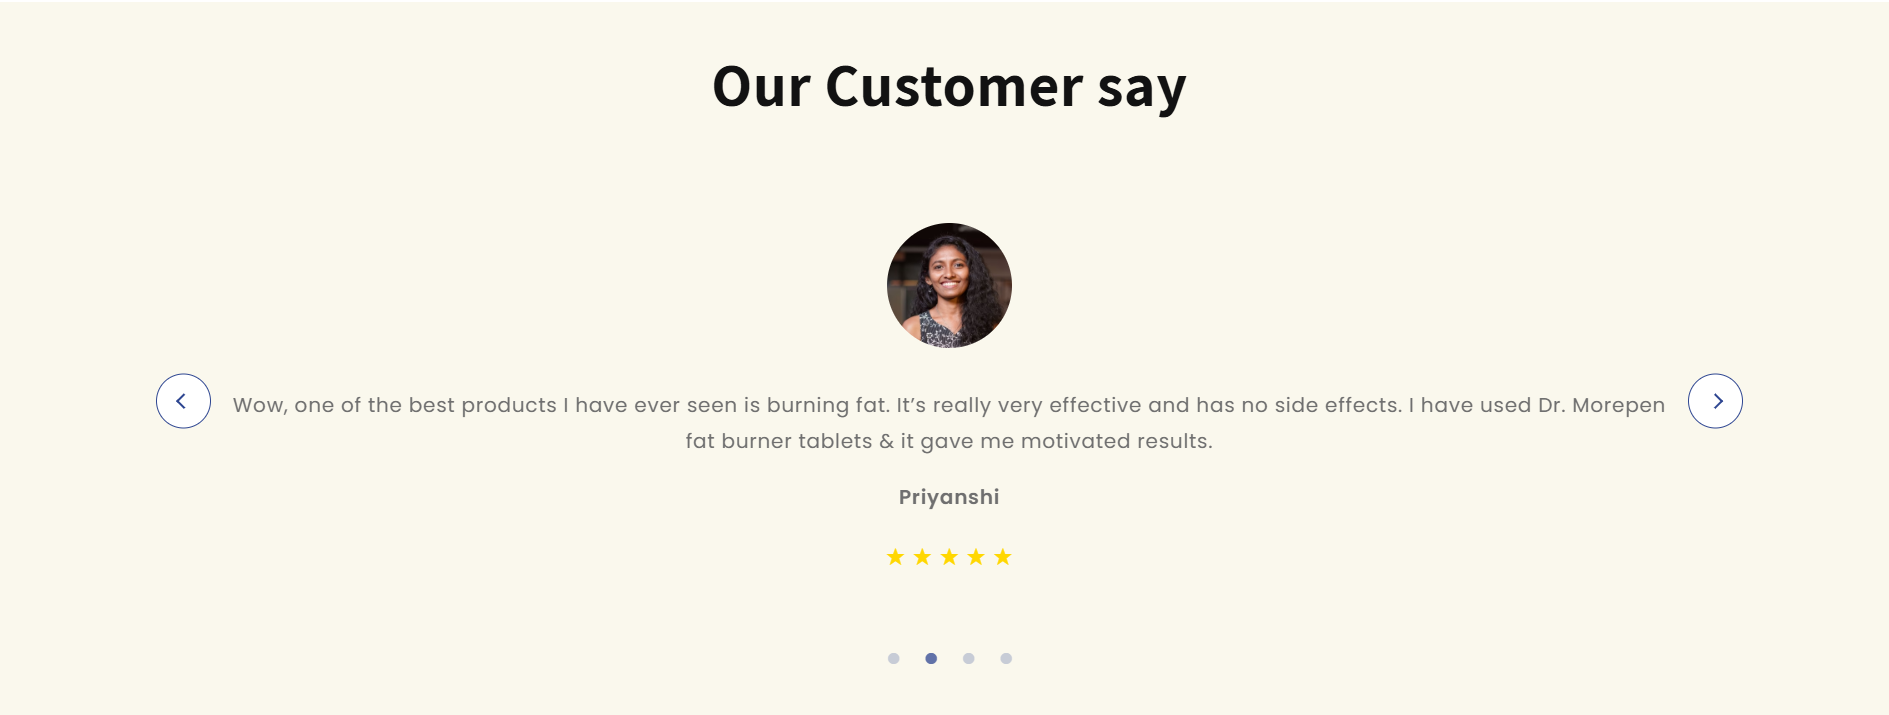 Our Customer say
Wow, one of the best products I have ever seen is burning fat. It’s really very effective and has no side effects. I have used Dr. Morepen
fat burner tablets & it gave me motivated results.
Priyanshi